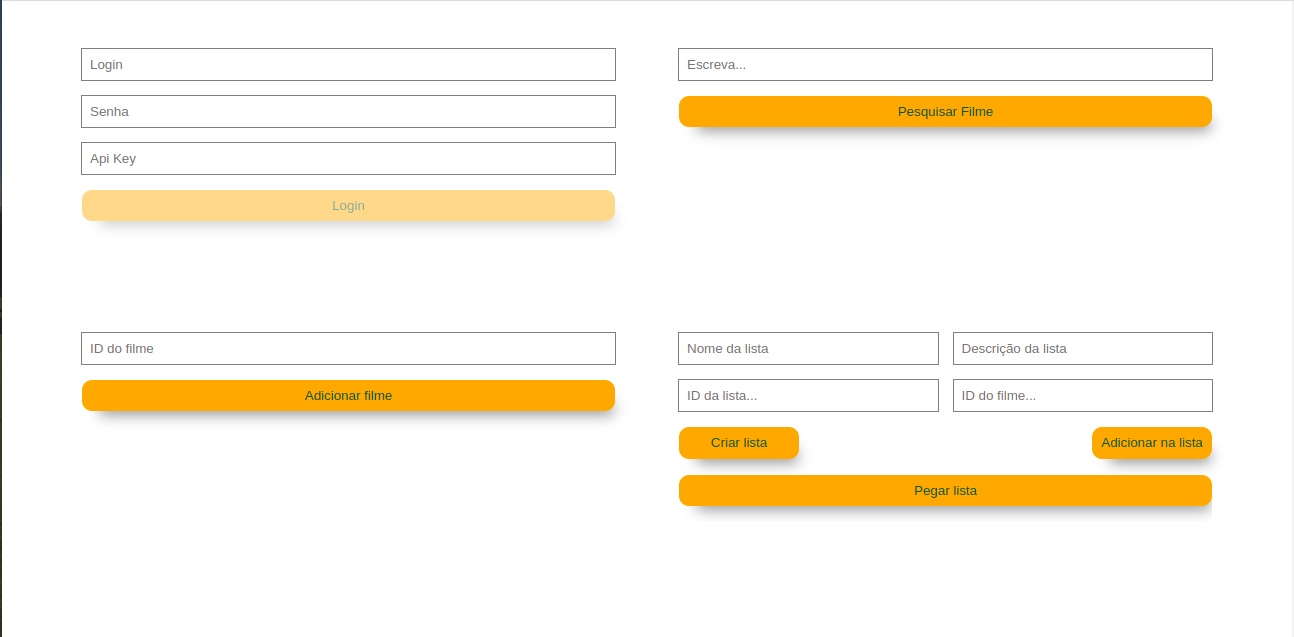 Login
Senha
Api Key
Login
Escreva...
Pesquisar Filme
ID do filme
Adicionar filme
Nome da lista
Descrição da lista
ID da lista...
ID do filme...
Criar lista
Adicionar na lista
Pegar lista